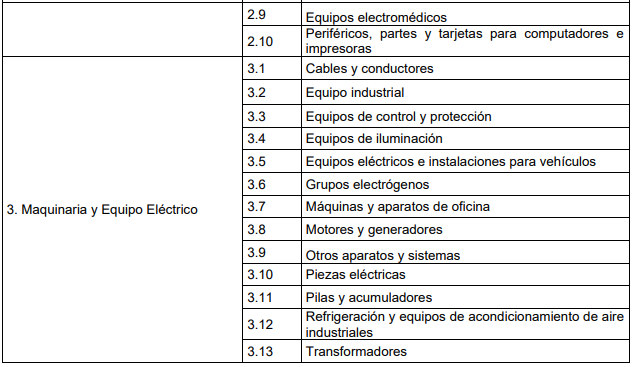 2.9 Equipos electromédicos
2.10 Periféricos, partes y tarjetas para computadores e
impresoras
3. Maquinaria y Equipo Eléctrico
3.1 Cables y conductores
3.2 Equipo industrial
3.3 Equipos de control y protección
3.4 Equipos de iluminación
3.5 Equipos eléctricos e instalaciones para vehículos
3.6 Grupos electrógenos
3.7 Máquinas y aparatos de oficina
3.8 Motores y generadores
3.9 Otros aparatos y sistemas
3.10 Piezas eléctricas
3.11 Pilas y acumuladores
3.12 Refrigeración y equipos de acondicionamiento de aire
industriales
3.13 Transformadores